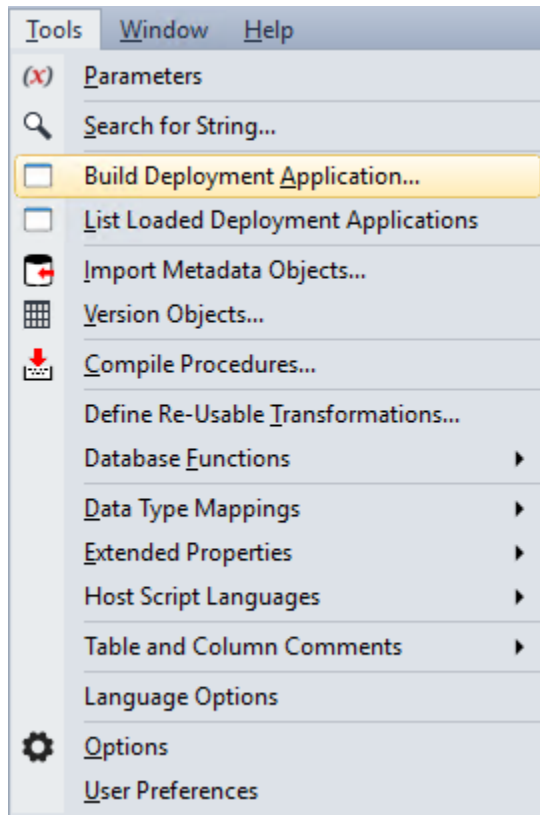 Tools Window Help
(x) Parameters
Search for String...
Build Deployment Application...
List Loaded Deployment Applications
Import Metadata Objects...
Version Objects...
Compile Procedures...
Define Re-Usable Transformations...
Database Functions
Data Type Mappings
Extended Properties
Host Script Languages
Table and Column Comments
Language Options
Options
User Preferences